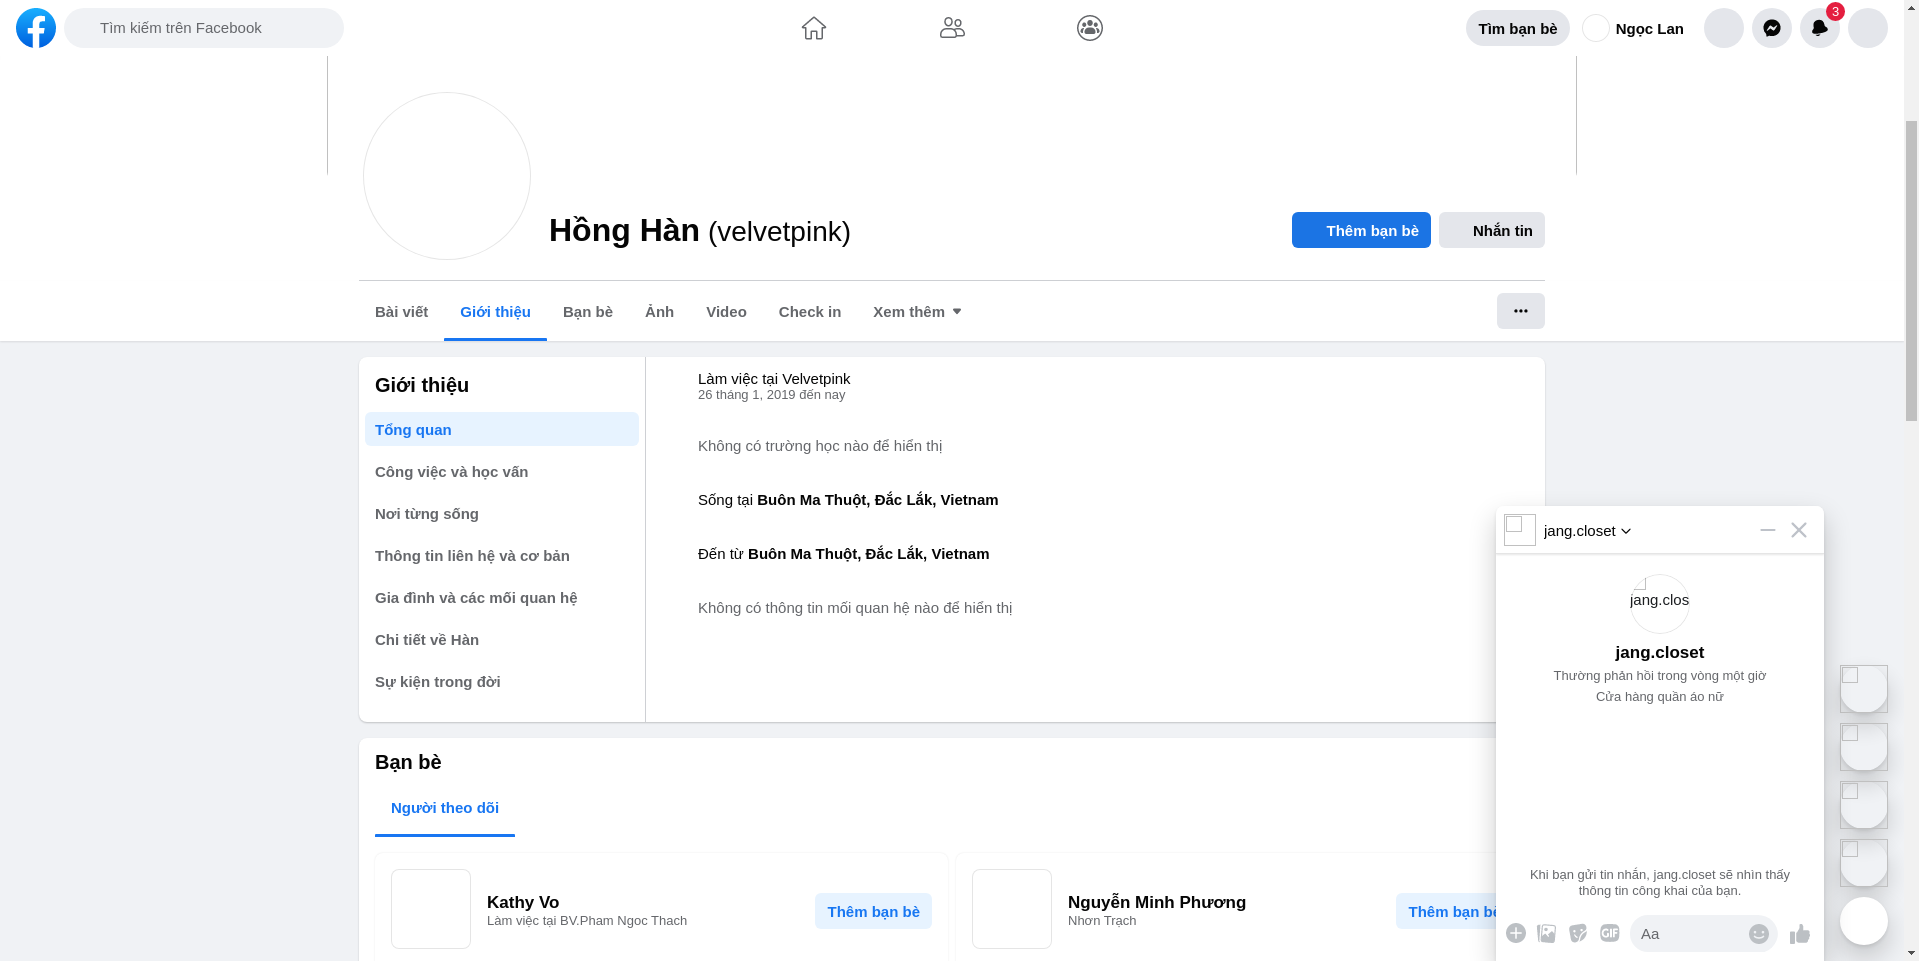 Tìm kiếm trên Facebook
Tìm bạn bè
Ngọc Lan
3
Hồng Hàn (velvetpink)
Thêm bạn bè
Nhắn tin
Bài viết
Giới thiệu
Bạn bè
Ảnh
Video
Check in
Xem thêm
Giới thiệu
Tổng quan
Công việc và học vấn
Nơi từng sống
Thông tin liên hệ và cơ bản
Gia đình và các mối quan hệ
Chi tiết về Hàn
Sự kiện trong đời
Làm việc tại Velvetpink
26 tháng 1, 2019 đến nay
Không có trường học nào để hiển thị
Sống tại Buôn Ma Thuột, Đắc Lắk, Vietnam
Đến từ Buôn Ma Thuột, Đắc Lắk, Vietnam
Không có thông tin mối quan hệ nào để hiển thị
Bạn bè
Người theo dõi
Kathy Vo
Làm việc tại BV.Pham Ngoc Thach
Thêm bạn bè
Nguyễn Minh Phương
Nhơn Trạch
Thêm bạn bè
jang.closet
jang.clos
jang.closet
Thường phản hồi trong vòng một giờ
Cửa hàng quần áo nữ
Khi bạn gửi tin nhắn, jang.closet sẽ nhìn thấy
thông tin công khai của bạn.
GIF
Aa